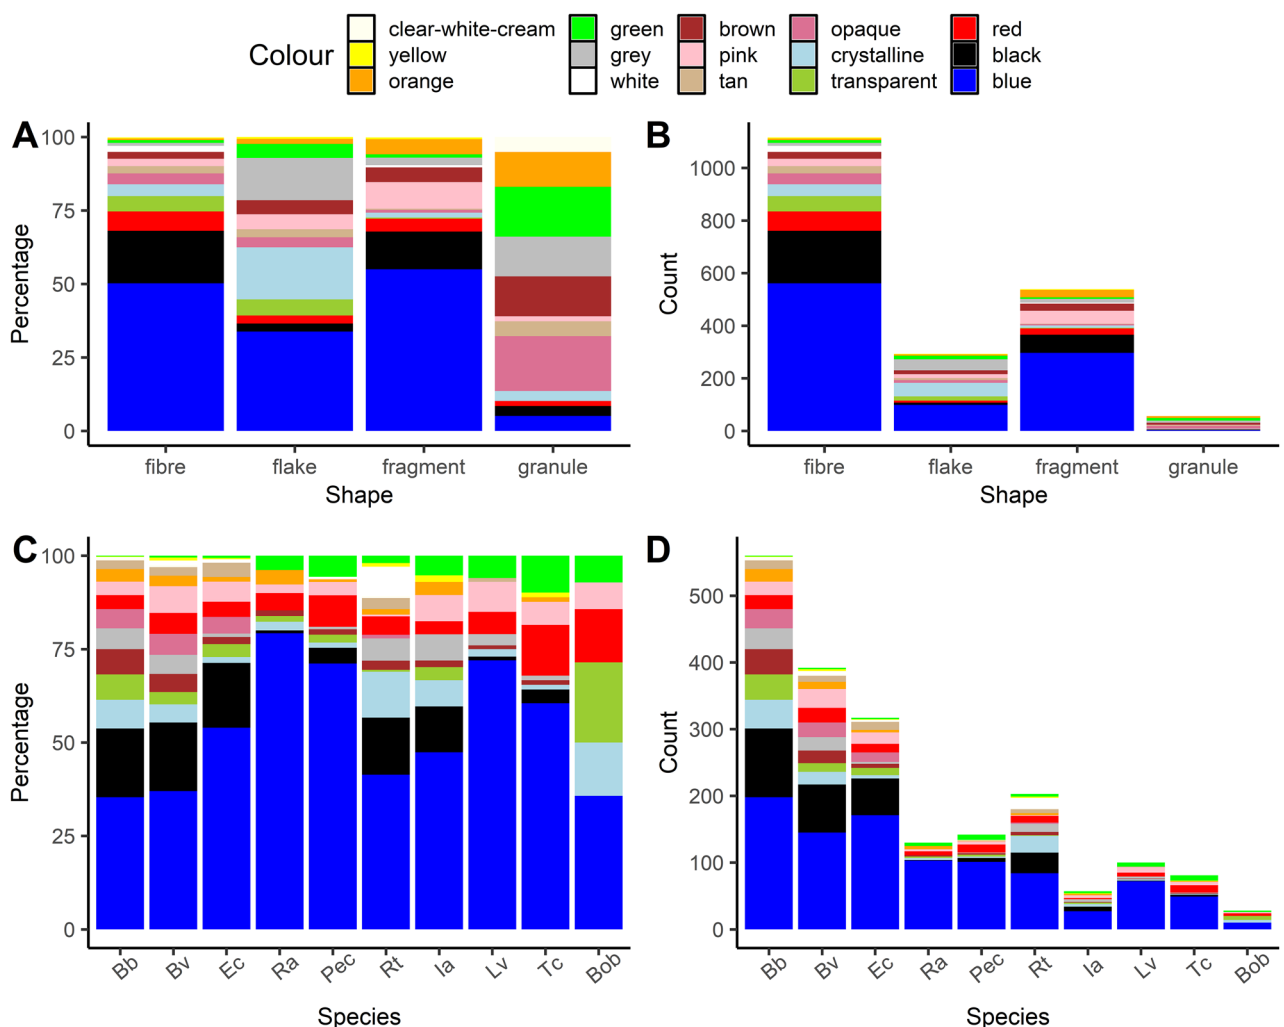 Colour
clear-white-cream green brown opaque red
yellow grey pink crystalline black
orange white tan transparent blue
A
100
75
50
25
0
Percentage
fibre flake fragment granule
Shape
B
1000
800
600
400
200
0
Count
fibre flake fragment granule
Shape
C
100
75
50
25
0
Percentage
Bb Bv Ec Ra Pec Rt Ia Lv Tc Bob
Species
D
500
400
300
200
100
0
Count
Bb Bv Ec Ra Pec Rt Ia Lv Tc Bob
Species